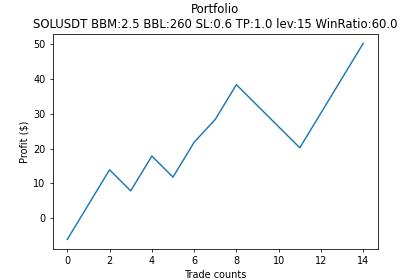 Portfolio
SOLUSDT BBM:2.5 BBL:260 SL:0.6 TP:1.0 lev:15 WinRatio:60.0
50
40
30
20
10
0
Profit ($)
0 2 4 6 8 10 12 14
Trade counts